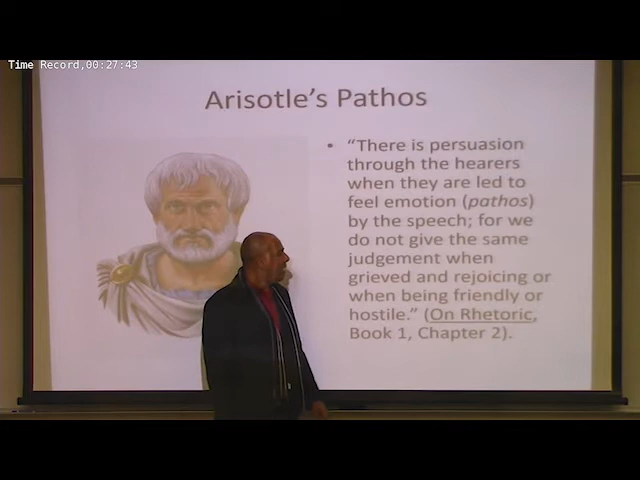 Time Record,00:27:43
Arisotle's Pathos
• "There is persuasion
through the hearers
when they are led to
feel emotion (pathos)
by the speech; for we
do not give the same
judgement when
grieved and rejoicing or
when being friendly or
hostile." (On Rhetoric,
Book 1, Chapter 2).